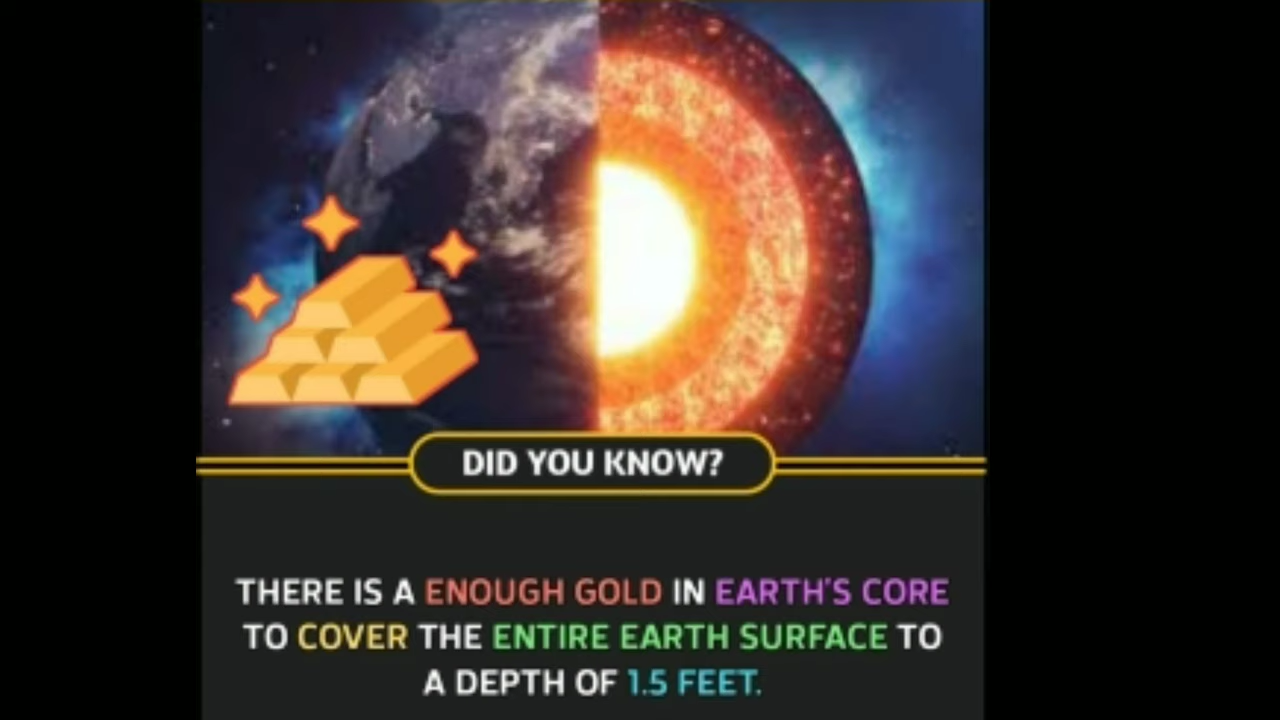 DID YOU KNOW?
THERE IS A ENOUGH GOLD IN EARTH'S CORE
TO COVER THE ENTIRE EARTH SURFACE TO
A DEPTH OF 1.5 FEET.